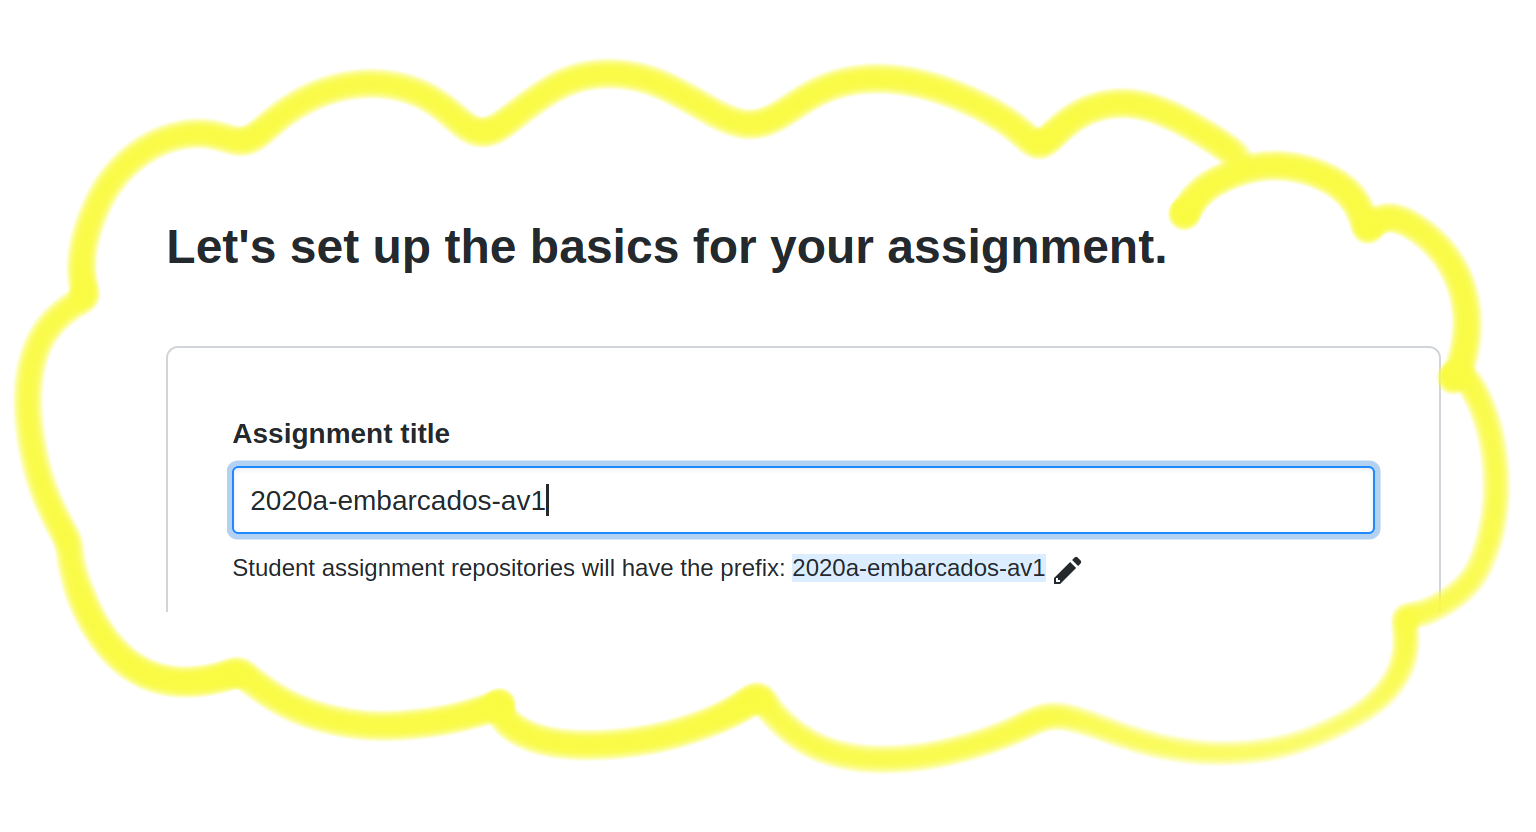 Let's set up the basics for your assignment.
Assignment title
2020a-embarcados-av1
Student assignment repositories will have the prefix: 2020a-embarcados-av1